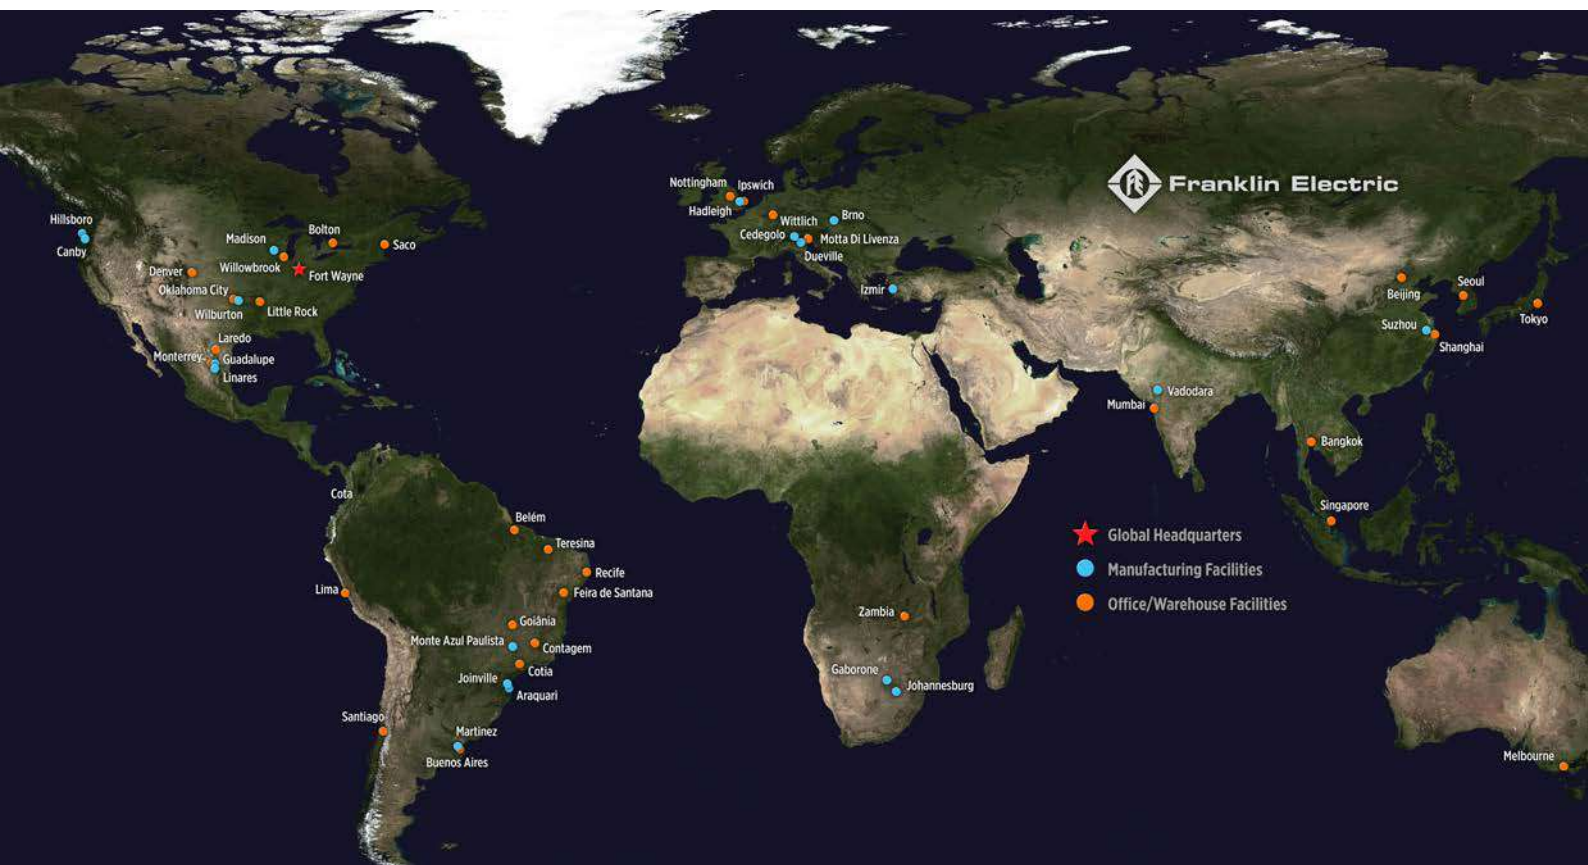 Franklin Electric
Nottingham
Ipswich
Hadleigh
Wittlich
Brno
Cedegolo
Motta Di Livenza
Dueville
Izmir
Hillsboro
Canby
Madison
Bolton
Saco
Willowbrook
Fort Wayne
Denver
Oklahoma City
Wilburton
Little Rock
Laredo
Monterrey
Guadalupe
Linares
Beijing
Seoul
Tokyo
Suzhou
Shanghai
Vadodara
Mumbai
Bangkok
Singapore
Cota
Belém
Teresina
Recife
Lima
Feira de Santana
Goiânia
Monte Azul Paulista
Contagem
Cotia
Joinville
Araquari
Santiago
Martinez
Buenos Aires
Zambia
Gaborone
Johannesburg
Global Headquarters
Manufacturing Facilities
Office/Warehouse Facilities
Melbourne